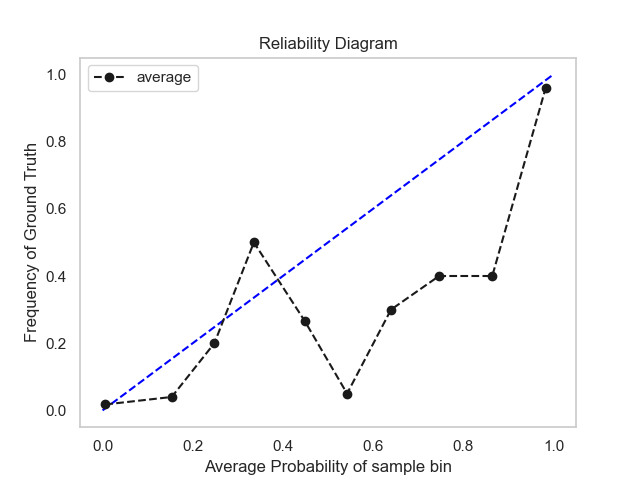 Reliability Diagram
average
1.0
0.8
0.6
0.4
0.2
0.0
Frequency of Ground Truth
0.0 0.2 0.4 0.6 0.8 1.0
Average Probability of sample bin